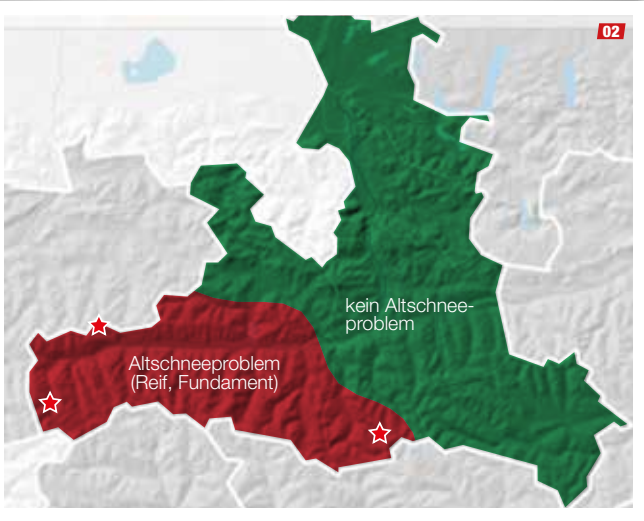 02
kein Altschnee-
problem
Altschneeproblem
(Reif, Fundament)